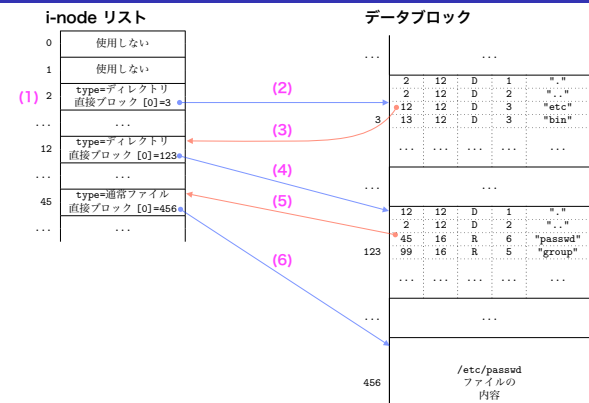 i-node リスト
データブロック
0 使用しない
1 使用しない
(1) 2 type=ディレクトリ
直接ブロック [0]=3
... ...
12 type=ディレクトリ
直接ブロック [0]=123
... ...
45 type=通常ファイル
直接ブロック [0]=456
... ...
(2)
(3)
(4)
(5)
(6)
... ...
2 12 D 1 "."
2 12 D 2 ".."
12 12 D 3 "etc"
3 13 12 D 3 "bin"
... ... ... ... ...
... ...
12 12 D 1 "."
2 12 D 2 ".."
45 16 R 6 "passwd"
123 99 16 R 5 "group"
... ... ... ... ...
... ...
/etc/passwd
456 ファイルの
内容